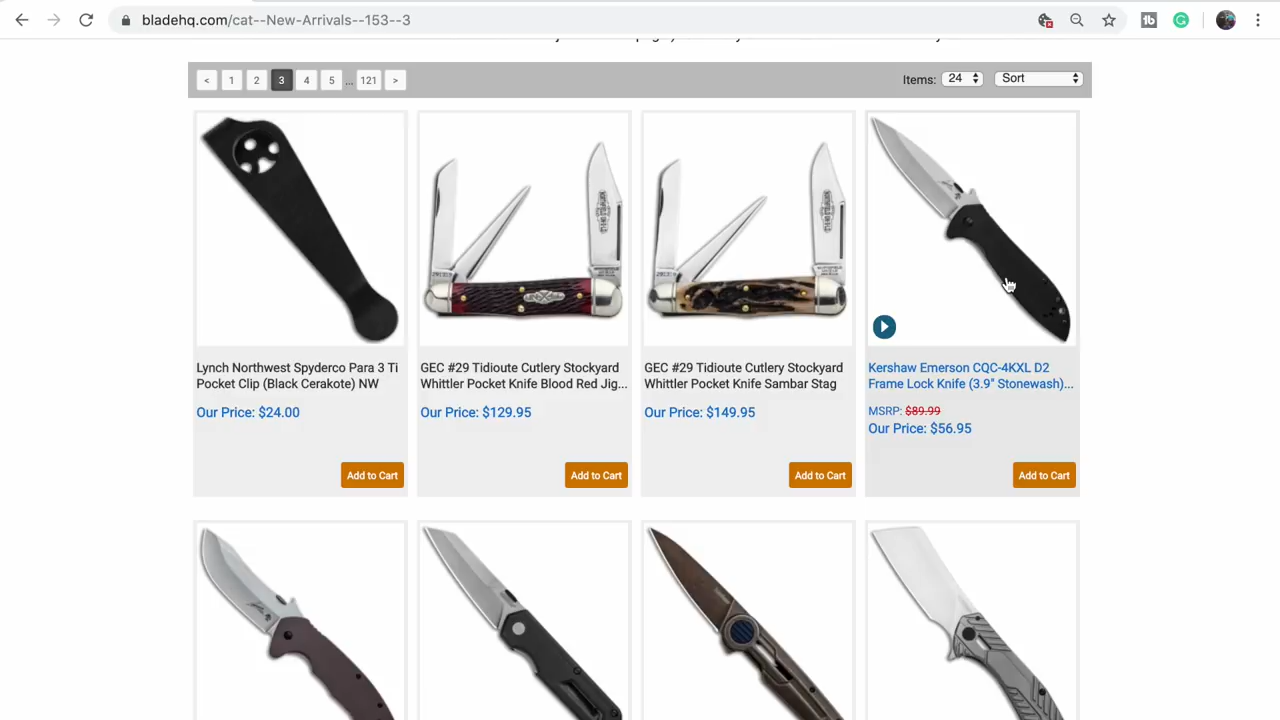 bladehq.com/cat--New-Arrivals--153--3
tb
< 1 2 3 4 5 ... 121 >
Items: 24 Sort
Lynch Northwest Spyderco Para 3 Ti
Pocket Clip (Black Cerakote) NW
Our Price: $24.00
Add to Cart
GEC #29 Tidioute Cutlery Stockyard
Whittler Pocket Knife Blood Red Jig...
Our Price: $129.95
Add to Cart
GEC #29 Tidioute Cutlery Stockyard
Whittler Pocket Knife Sambar Stag
Our Price: $149.95
Add to Cart
Kershaw Emerson CQC-4KXL D2
Frame Lock Knife (3.9" Stonewash)...
MSRP: $89.99
Our Price: $56.95
Add to Cart